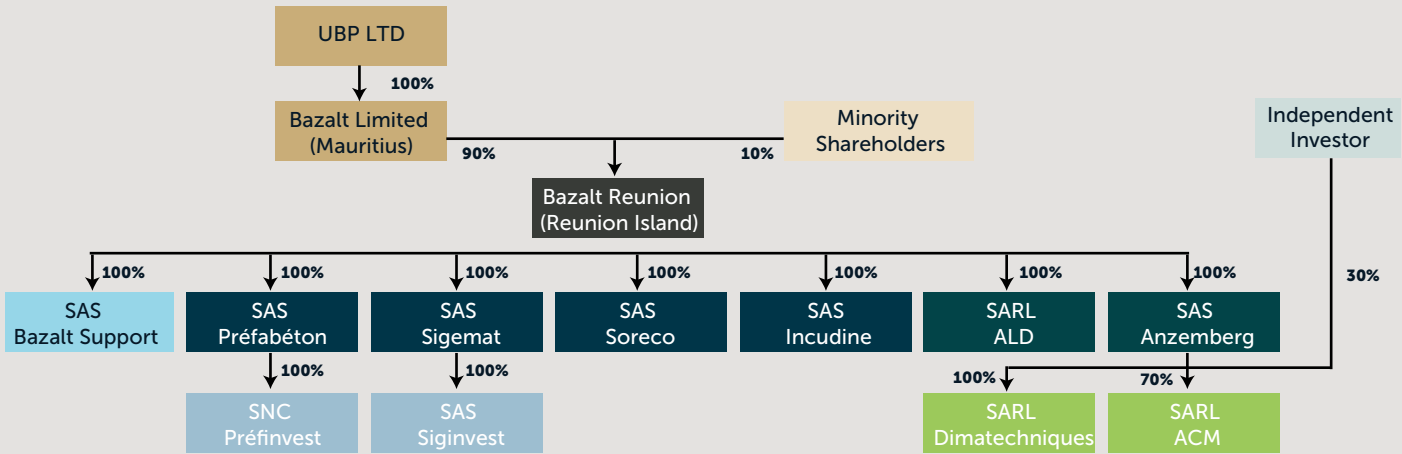 UBP LTD
100%
Bazalt Limited
(Mauritius)
Minority
Shareholders
Independent
Investor
90%
10%
Bazalt Reunion
(Reunion Island)
100%
100%
100%
100%
100%
100%
100%
30%
SAS
Bazalt Support
SAS
Préfabéton
SAS
Sigemat
SAS
Soreco
SAS
Incudine
SARL
ALD
SAS
Anzemberg
100%
100%
100%
70%
SNC
Préfinvest
SAS
Siginvest
SARL
Dimatechniques
SARL
ACM